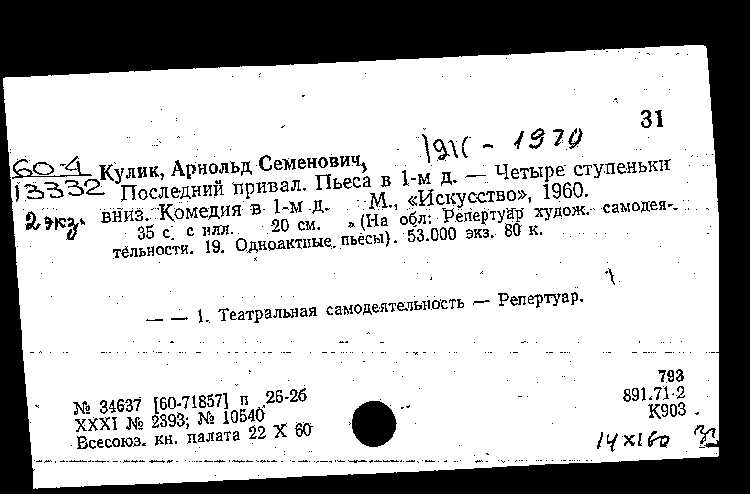 31
1911 - 1970
60-4 Кулик, Арнольд Семенович,
13332 Последний привал. Пьеса в 1-м д. — Четыре ступеньки
2 экз. вниз. Комедия в 1-м д. М., «Искусство», 1960.
35 с. с илл. 20 см. (На обл: Репертуар худож. самодея-
тельности. 19. Одноактные пьесы). 53.000 экз. 80 к.
— — 1. Театральная самодеятельность — Репертуар.
793
№ 34637 [60-71857] п 26-2б 891.71-2
XXXI № 2393; № 10540 К903
Всесоюз. кн. палата 22 X 60
14 X 160